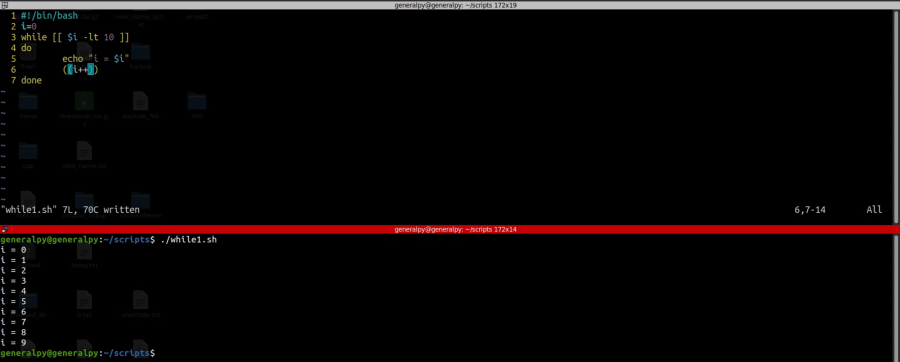 generalpy@generalpy: ~/scripts 172x19
1 #!/bin/bash
2 i=0
3 while [[ $i -lt 10 ]]
4 do
5 echo "i = $i"
6 ((i++))
7 done
~
~
~
~
~
~
~
~
~
~
~
"while1.sh" 7L, 70C written 6,7-14 All
generalpy@generalpy: ~/scripts 172x14
generalpy@generalpy:~/scripts$ ./while1.sh
i = 0
i = 1
i = 2
i = 3
i = 4
i = 5
i = 6
i = 7
i = 8
i = 9
generalpy@generalpy:~/scripts$